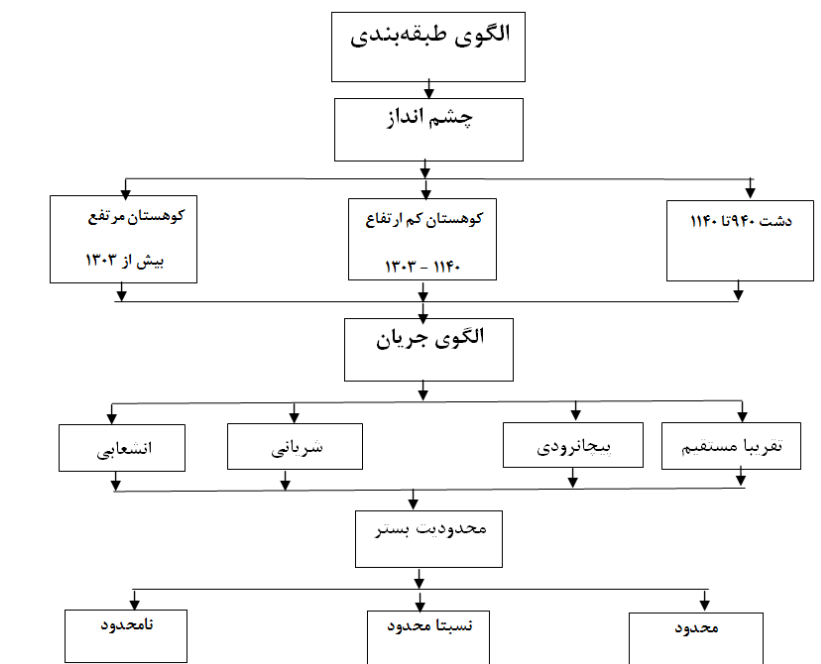 الگوی طبقه‌بندی
چشم انداز
دشت ۹۴۰تا ۱۱۴۰
کوهستان کم ارتفاع
۱۱۴۰ – ۱۳۰۳
کوهستان مرتفع
بیش از ۱۳۰۳
الگوی جریان
تقریبا مستقیم
پیچانرودی
شریانی
انشعابی
محدودیت بستر
محدود
نسبتا محدود
نامحدود